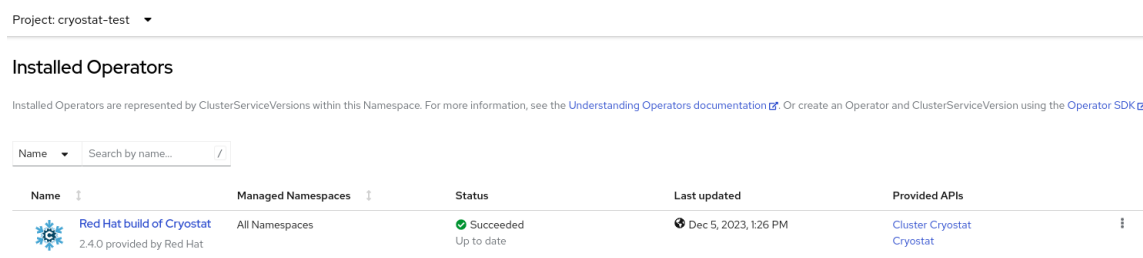 Project: cryostat-test
Installed Operators
Installed Operators are represented by ClusterServiceVersions within this Namespace. For more information, see the Understanding Operators documentation. Or create an Operator and ClusterServiceVersion using the Operator SDK
Name Search by name... /
Name Managed Namespaces Status Last updated Provided APIs
Red Hat build of Cryostat All Namespaces Succeeded Dec 5, 2023, 1:26 PM Cluster Cryostat
2.4.0 provided by Red Hat Up to date Cryostat